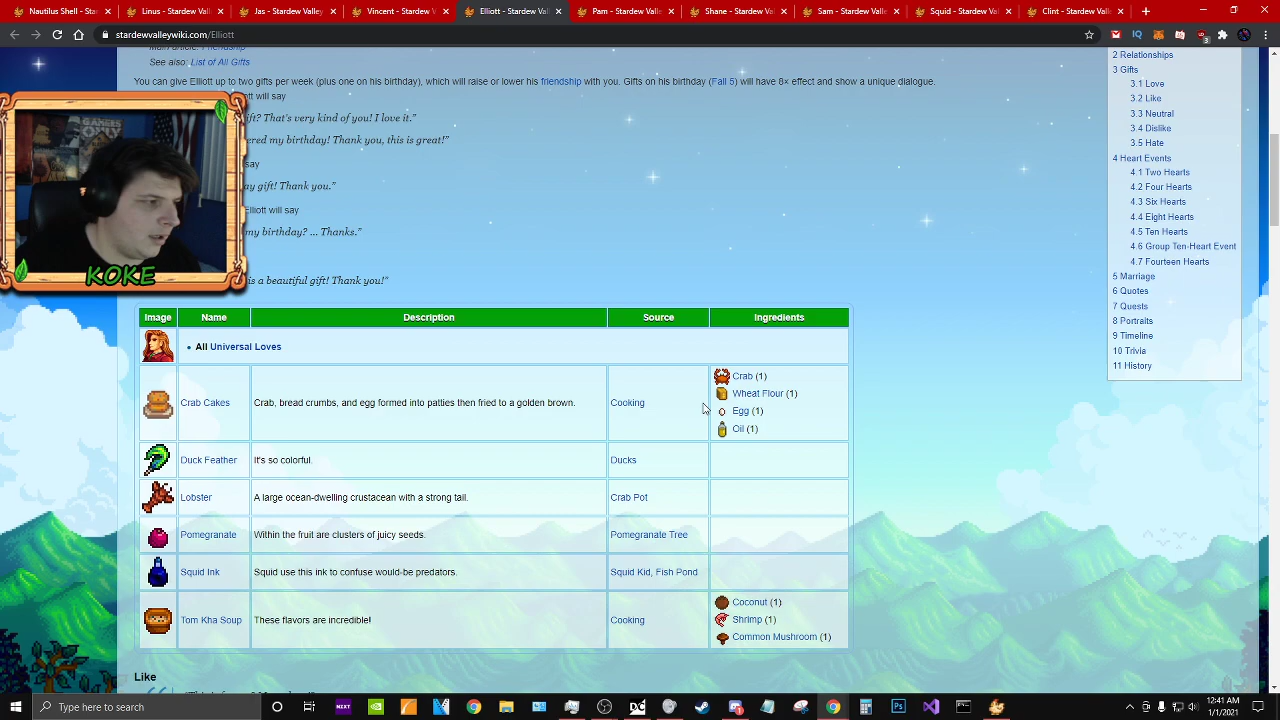 Nautilus Shell - Star
Linus - Stardew Valley
Jas - Stardew Valley
Vincent - Stardew V
Elliott - Stardew Vall
Pam - Stardew Valle
Shane - Stardew Val
Sam - Stardew Valle
Squid - Stardew Val
Clint - Stardew Valle
stardewvalleywiki.com/Elliott
Main article: Friendship
See also: List of All Gifts
You can give Elliott up to two gifts per week (plus one on his birthday), which will raise or lower his friendship with you. Gifts on his birthday (Fall 5) will have 8× effect and show a unique dialogue.
ott will say
ift? That's very kind of you! I love it.”
ered my birthday! Thank you, this is great!”
say
ay gift! Thank you.”
Elliott will say
my birthday? ... Thanks.”
is a beautiful gift! Thank you!”
KOKE
Image Name Description Source Ingredients
• All Universal Loves
Crab Cakes Crab, bread crumbs, and egg formed into patties then fried to a golden brown. Cooking
Crab (1)
Wheat Flour (1)
Egg (1)
Oil (1)
Duck Feather It's so colorful. Ducks
Lobster A large ocean-dwelling crustacean with a strong tail. Crab Pot
Pomegranate Within the fruit are clusters of juicy seeds. Pomegranate Tree
Squid Ink Squid use this ink to confuse would-be predators. Squid Kid, Fish Pond
Tom Kha Soup These flavors are incredible! Cooking
Coconut (1)
Shrimp (1)
Common Mushroom (1)
Like
2 Relationships
3 Gifts
3.1 Love
3.2 Like
3.3 Neutral
3.4 Dislike
3.5 Hate
4 Heart Events
4.1 Two Hearts
4.2 Four Hearts
4.3 Six Hearts
4.4 Eight Hearts
4.5 Ten Hearts
4.6 Group Ten-Heart Event
4.7 Fourteen Hearts
5 Marriage
6 Quotes
7 Quests
8 Portraits
9 Timeline
10 Trivia
11 History
Type here to search
NEXT
Ps
12:41 AM
1/1/2021